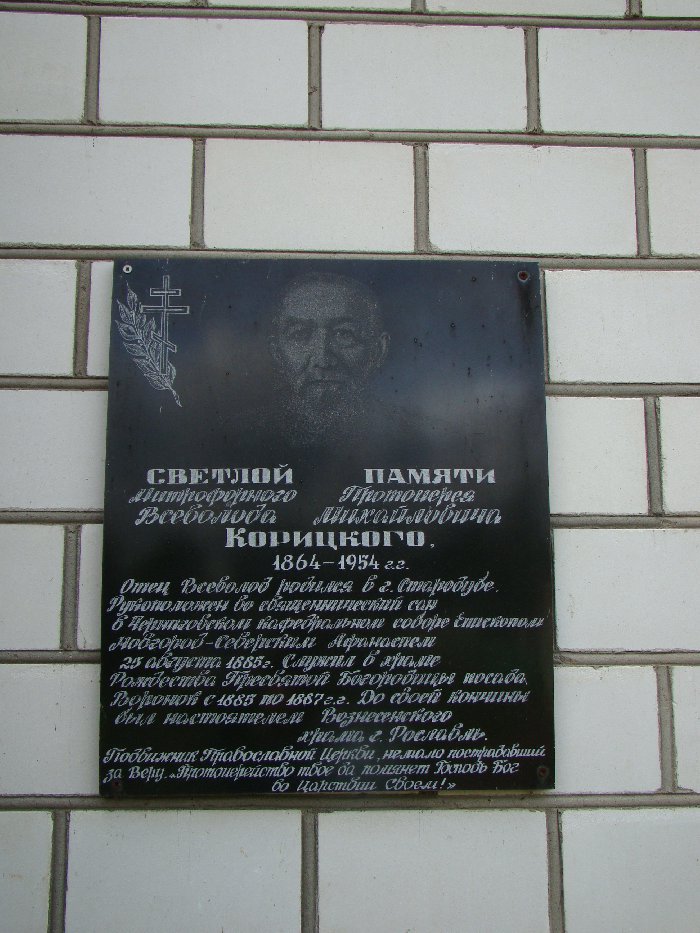 СВЕТЛОЙ ПАМЯТИ
Митрофорного Протоиерея
Всеволода Михайловича
Корицкого.
1864-1954 г.г.
Отец Всеволод родился в г. Стародубе.
Рукоположен во священнический сан
в Черниговском кафедральном соборе Епископом
Новгород-Северским Афанасием
25 августа 1885г. Служил в храме
Рождества Пресвятой Богородицы посада
Воронок с 1885 по 1887 г.г. До своей кончины
был настоятелем Вознесенского
храма г. Рославль.
Подвижник Православной Церкви, немало пострадавший
за Веру. «Протоиерейство твое да помянет Господь Бог
во Царствии Своем!»